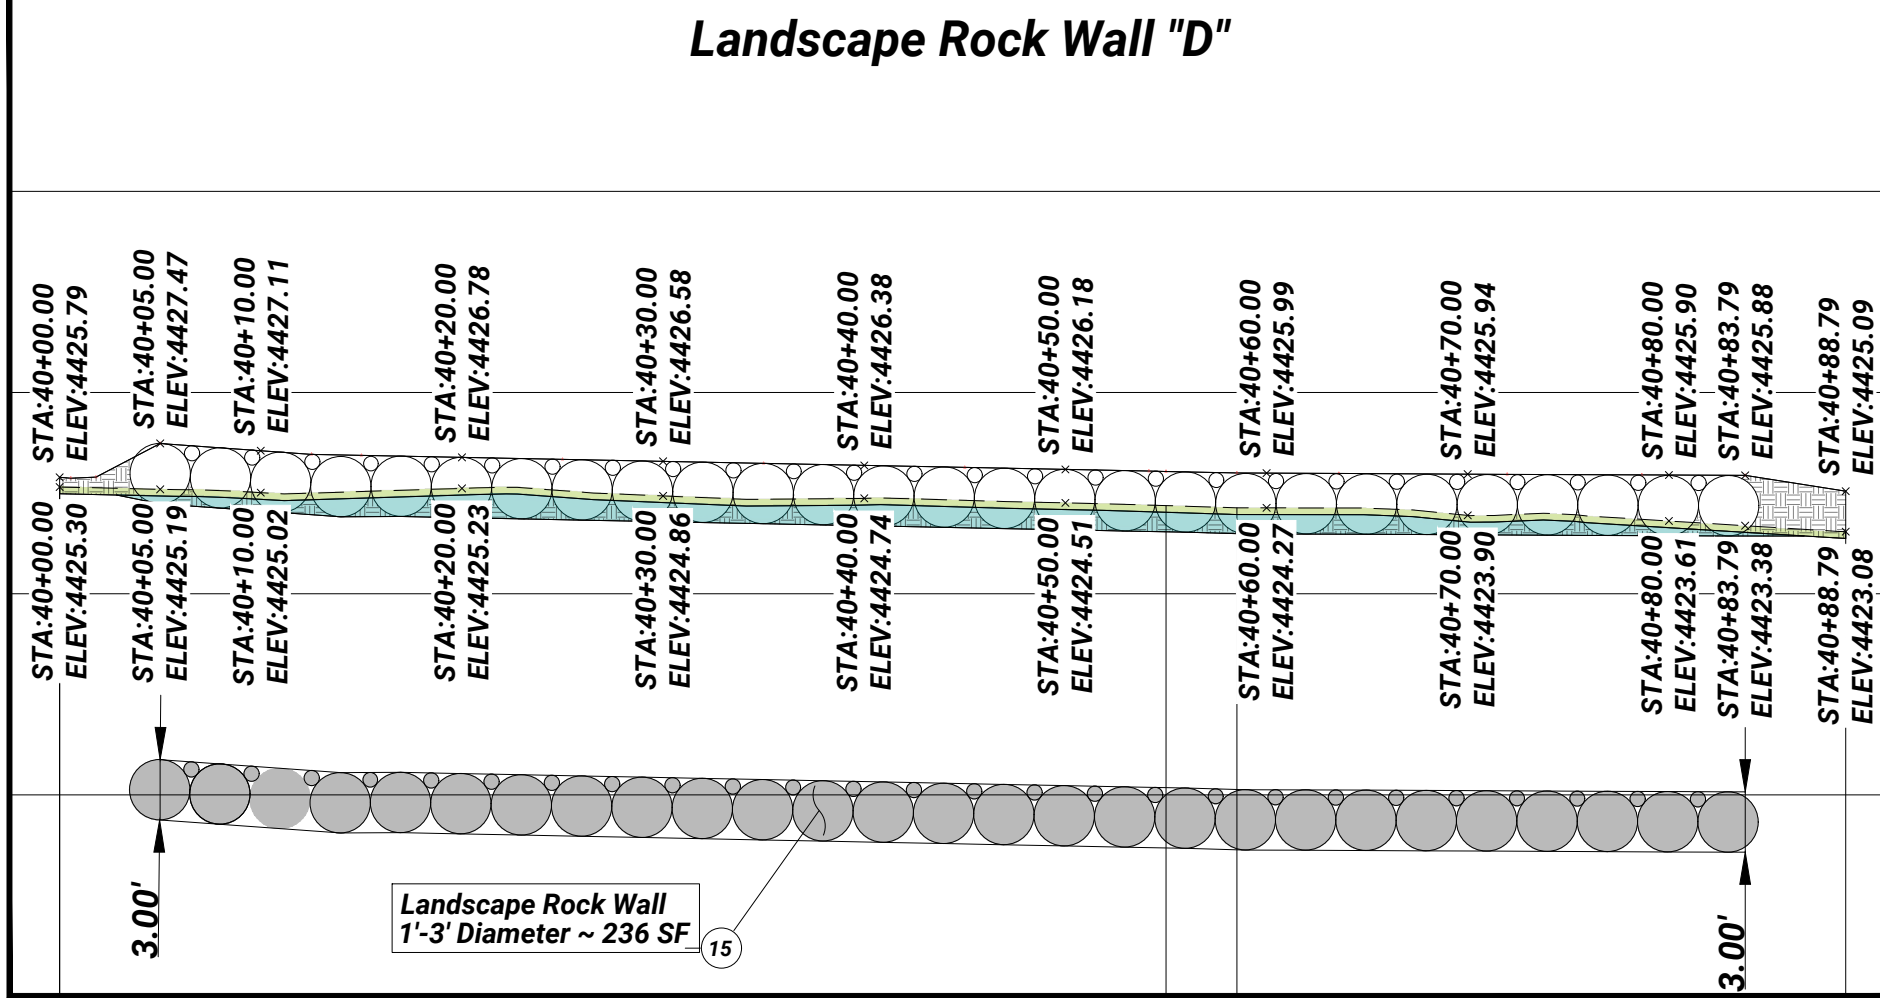 Landscape Rock Wall "D"
STA:40+00.00
ELEV:4425.79
STA:40+05.00
ELEV:4427.47
STA:40+10.00
ELEV:4427.11
STA:40+20.00
ELEV:4426.78
STA:40+30.00
ELEV:4426.58
STA:40+40.00
ELEV:4426.38
STA:40+50.00
ELEV:4426.18
STA:40+60.00
ELEV:4425.99
STA:40+70.00
ELEV:4425.94
STA:40+80.00
ELEV:4425.90
STA:40+83.79
ELEV:4425.88
STA:40+88.79
ELEV:4425.09
STA:40+00.00
ELEV:4425.30
STA:40+05.00
ELEV:4425.19
STA:40+10.00
ELEV:4425.02
STA:40+20.00
ELEV:4425.23
STA:40+30.00
ELEV:4424.86
STA:40+40.00
ELEV:4424.74
STA:40+50.00
ELEV:4424.51
STA:40+60.00
ELEV:4424.27
STA:40+70.00
ELEV:4423.90
STA:40+80.00
ELEV:4423.61
STA:40+83.79
ELEV:4423.38
STA:40+88.79
ELEV:4423.08
3.00'
Landscape Rock Wall
1'-3' Diameter ~ 236 SF
15
3.00'